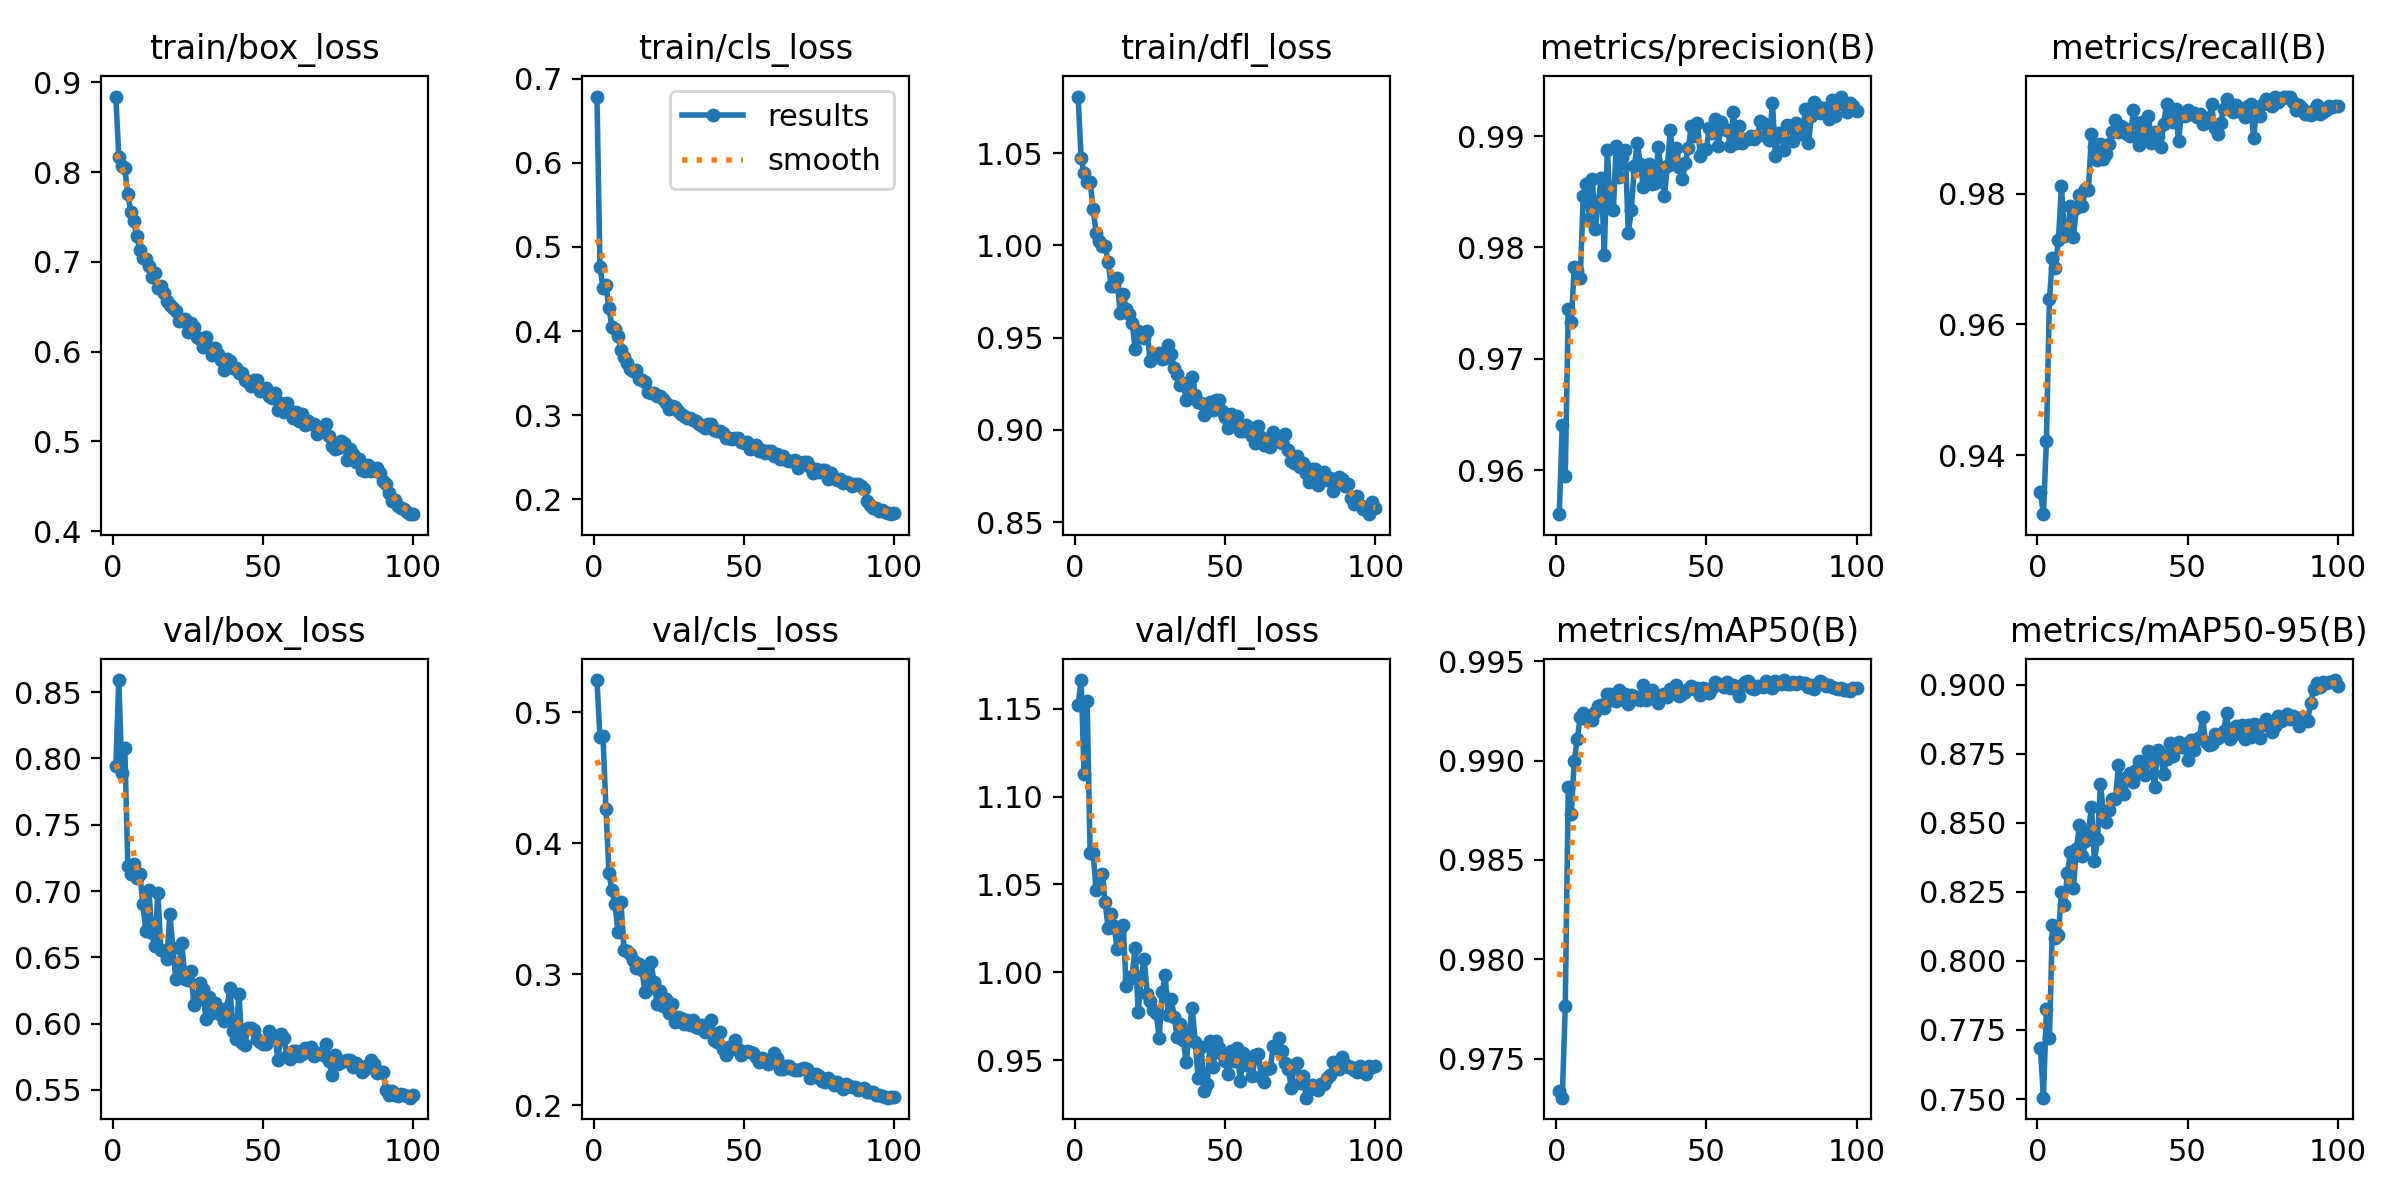 train/box_loss
0.9
0.8
0.7
0.6
0.5
0.4
0 50 100
train/cls_loss
results
smooth
0.7
0.6
0.5
0.4
0.3
0.2
0 50 100
train/dfl_loss
1.05
1.00
0.95
0.90
0.85
0 50 100
metrics/precision(B)
0.99
0.98
0.97
0.96
0 50 100
metrics/recall(B)
0.98
0.96
0.94
0 50 100
val/box_loss
0.85
0.80
0.75
0.70
0.65
0.60
0.55
0 50 100
val/cls_loss
0.5
0.4
0.3
0.2
0 50 100
val/dfl_loss
1.15
1.10
1.05
1.00
0.95
0 50 100
metrics/mAP50(B)
0.995
0.990
0.985
0.980
0.975
0 50 100
metrics/mAP50-95(B)
0.900
0.875
0.850
0.825
0.800
0.775
0.750
0 50 100